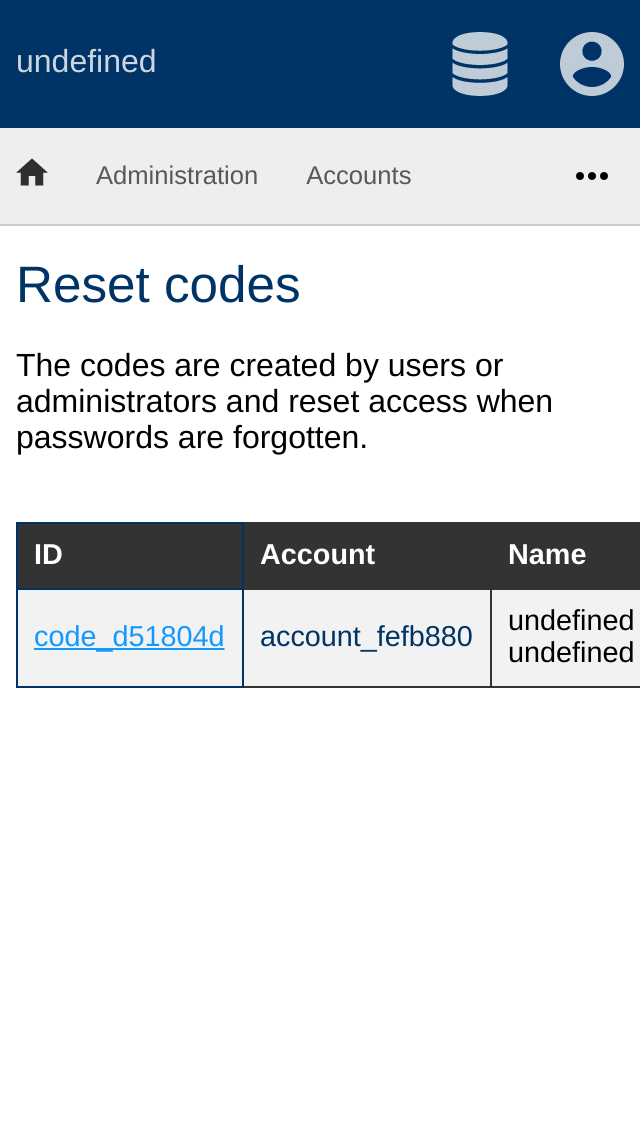 undefined
Administration Accounts
Reset codes
The codes are created by users or
administrators and reset access when
passwords are forgotten.
ID Account Name
code_d51804d account_fefb880 undefined
undefined